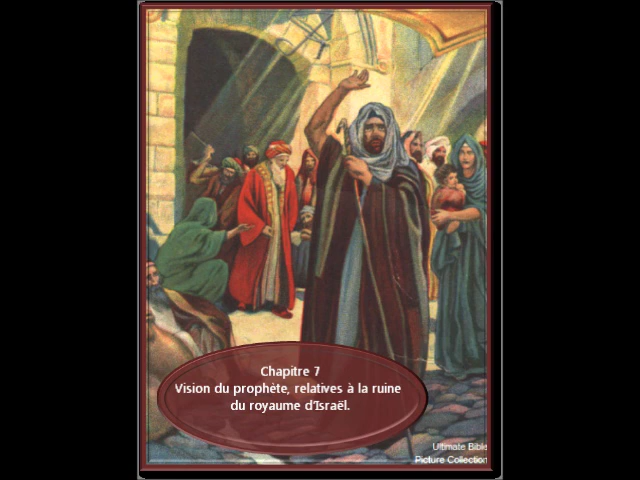 Chapitre 7
Vision du prophète, relatives à la ruine
du royaume d'Israël.
Ultimate Bible
Picture Collection